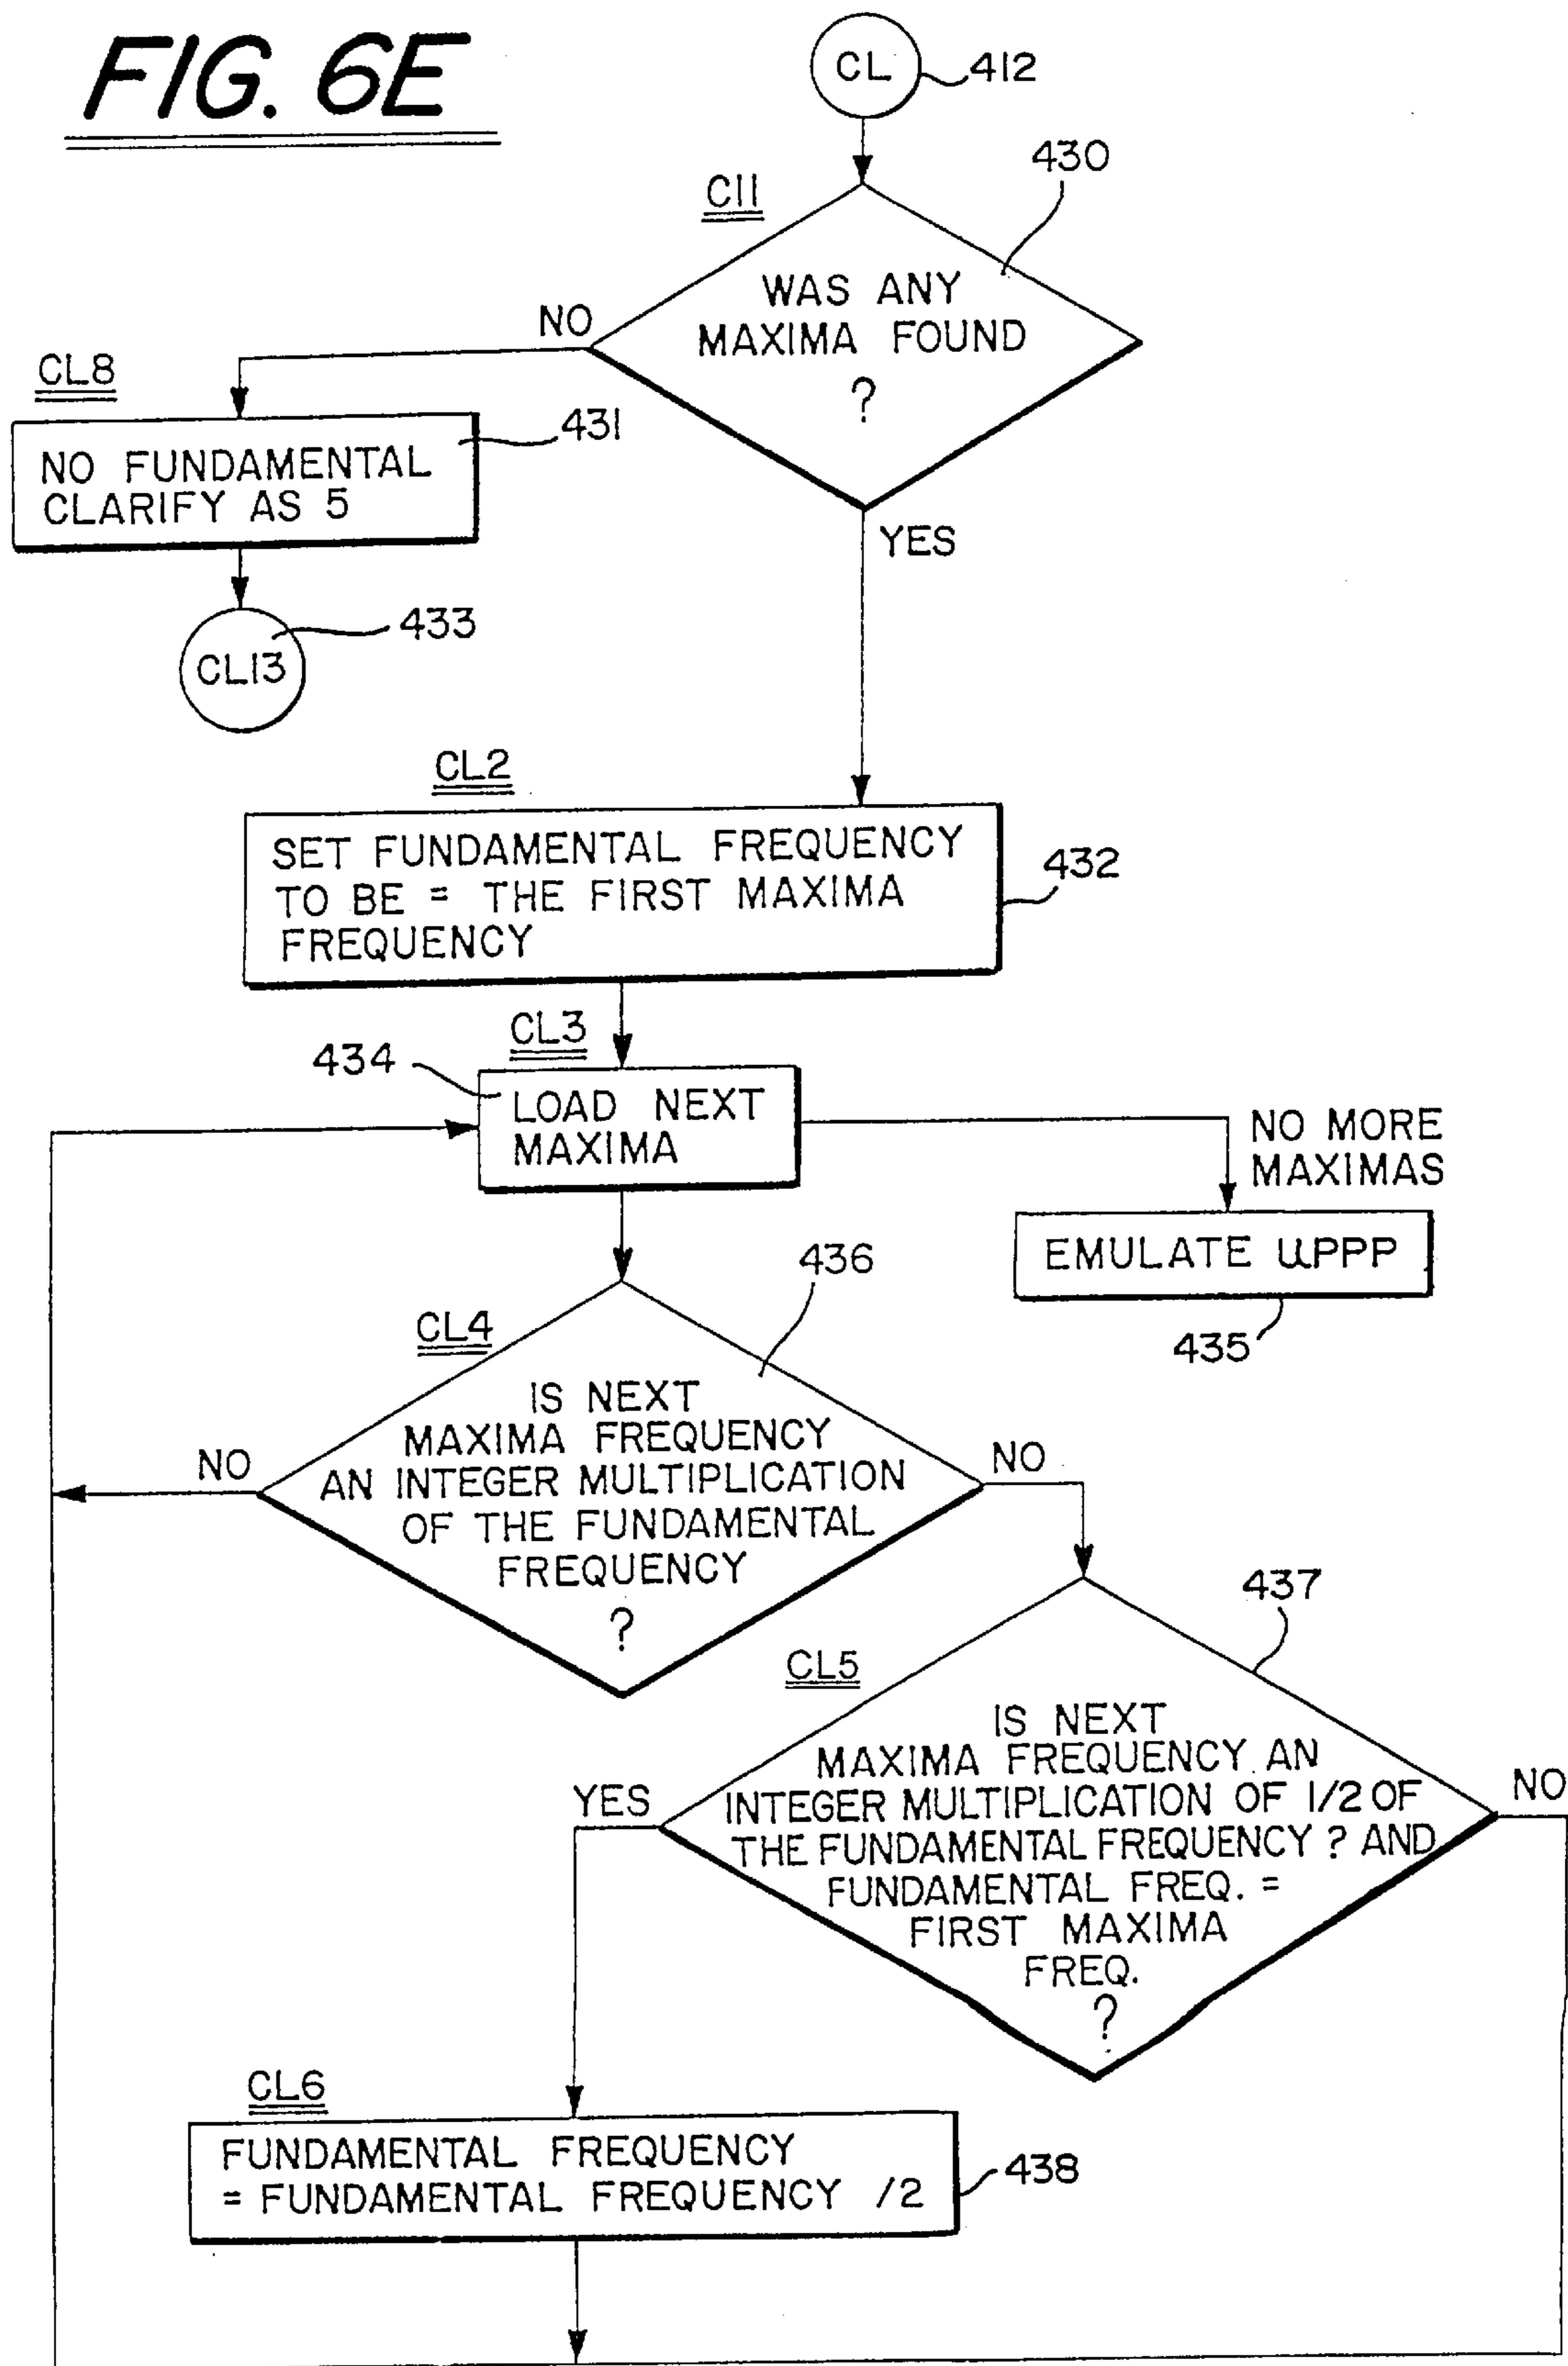 FIG. 6E
CL
412
430
C11
WAS ANY
MAXIMA FOUND
?
NO
CL8
431
NO FUNDAMENTAL
CLARIFY AS 5
YES
433
CL13
CL2
SET FUNDAMENTAL FREQUENCY
TO BE = THE FIRST MAXIMA
FREQUENCY
432
CL3
434
LOAD NEXT
MAXIMA
NO MORE
MAXIMAS
EMULATE uPPP
435
436
CL4
IS NEXT
MAXIMA FREQUENCY
AN INTEGER MULTIPLICATION
OF THE FUNDAMENTAL
FREQUENCY
?
NO
NO
437
CL5
IS NEXT
MAXIMA FREQUENCY AN
INTEGER MULTIPLICATION OF 1/2 OF
THE FUNDAMENTAL FREQUENCY ? AND
FUNDAMENTAL FREQ. =
FIRST MAXIMA
FREQ.
?
YES
NO
CL6
FUNDAMENTAL FREQUENCY
= FUNDAMENTAL FREQUENCY /2
438